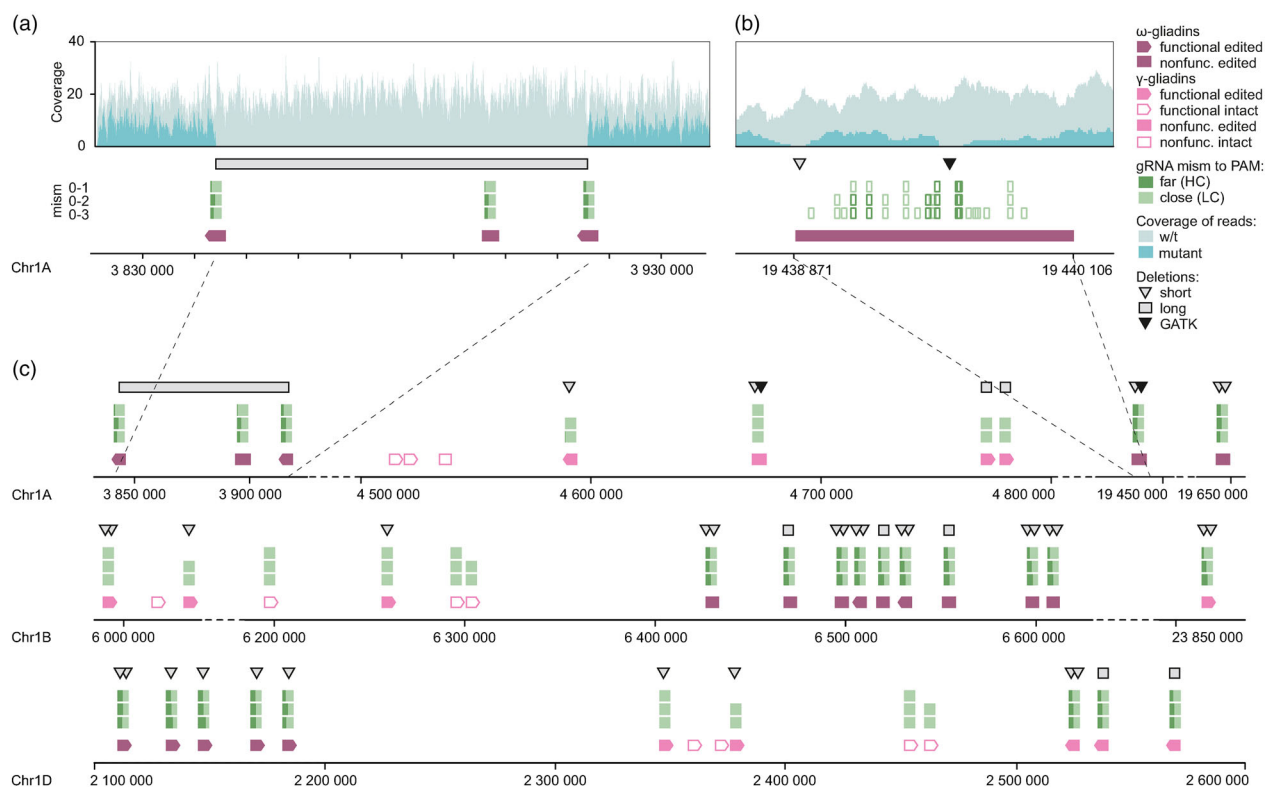 (a)
(b)
40
20
0
Coverage
mism
0-1
0-2
0-3
Chr1A
3 830 000
3 930 000
19 438 871
19 440 106
ω-gliadins
functional edited
nonfunc. edited
γ-gliadins
functional edited
functional intact
nonfunc. edited
nonfunc. intact
gRNA mism to PAM:
far (HC)
close (LC)
Coverage of reads:
w/t
mutant
Deletions:
short
long
GATK
(c)
Chr1A
3 850 000
3 900 000
4 500 000
4 600 000
4 700 000
4 800 000
19 450 000
19 650 000
Chr1B
6 000 000
6 200 000
6 300 000
6 400 000
6 500 000
6 600 000
23 850 000
Chr1D
2 100 000
2 200 000
2 300 000
2 400 000
2 500 000
2 600 000